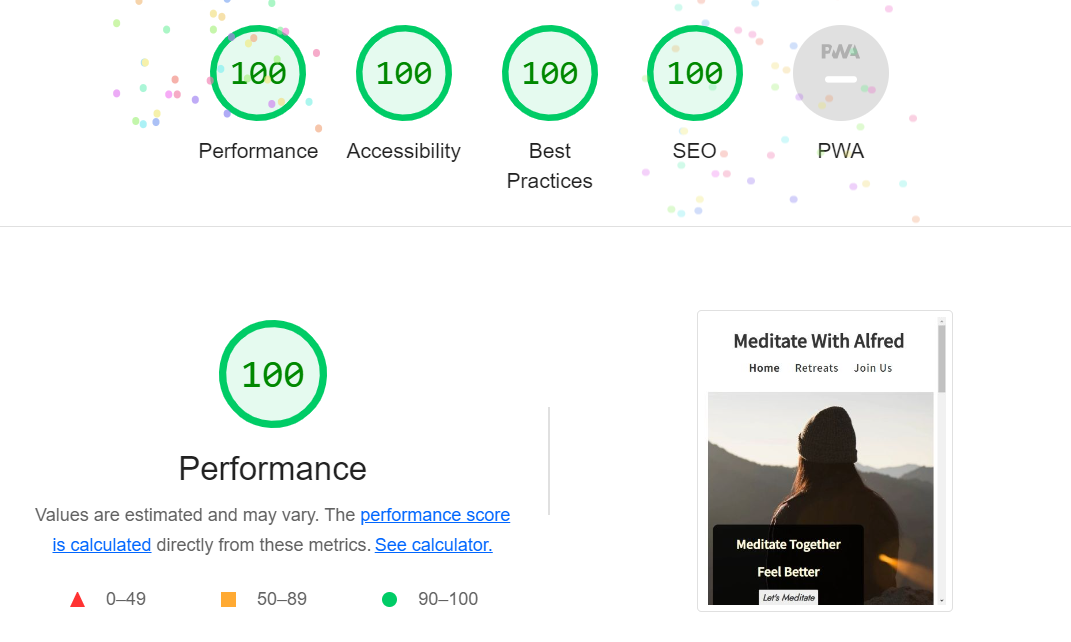 100 100 100 100 PWA
Performance Accessibility Best Practices SEO PWA
100
Performance
Values are estimated and may vary. The performance score
is calculated directly from these metrics. See calculator.
0–49 50–89 90–100
Meditate With Alfred
Home Retreats Join Us
Meditate Together
Feel Better
Let's Meditate